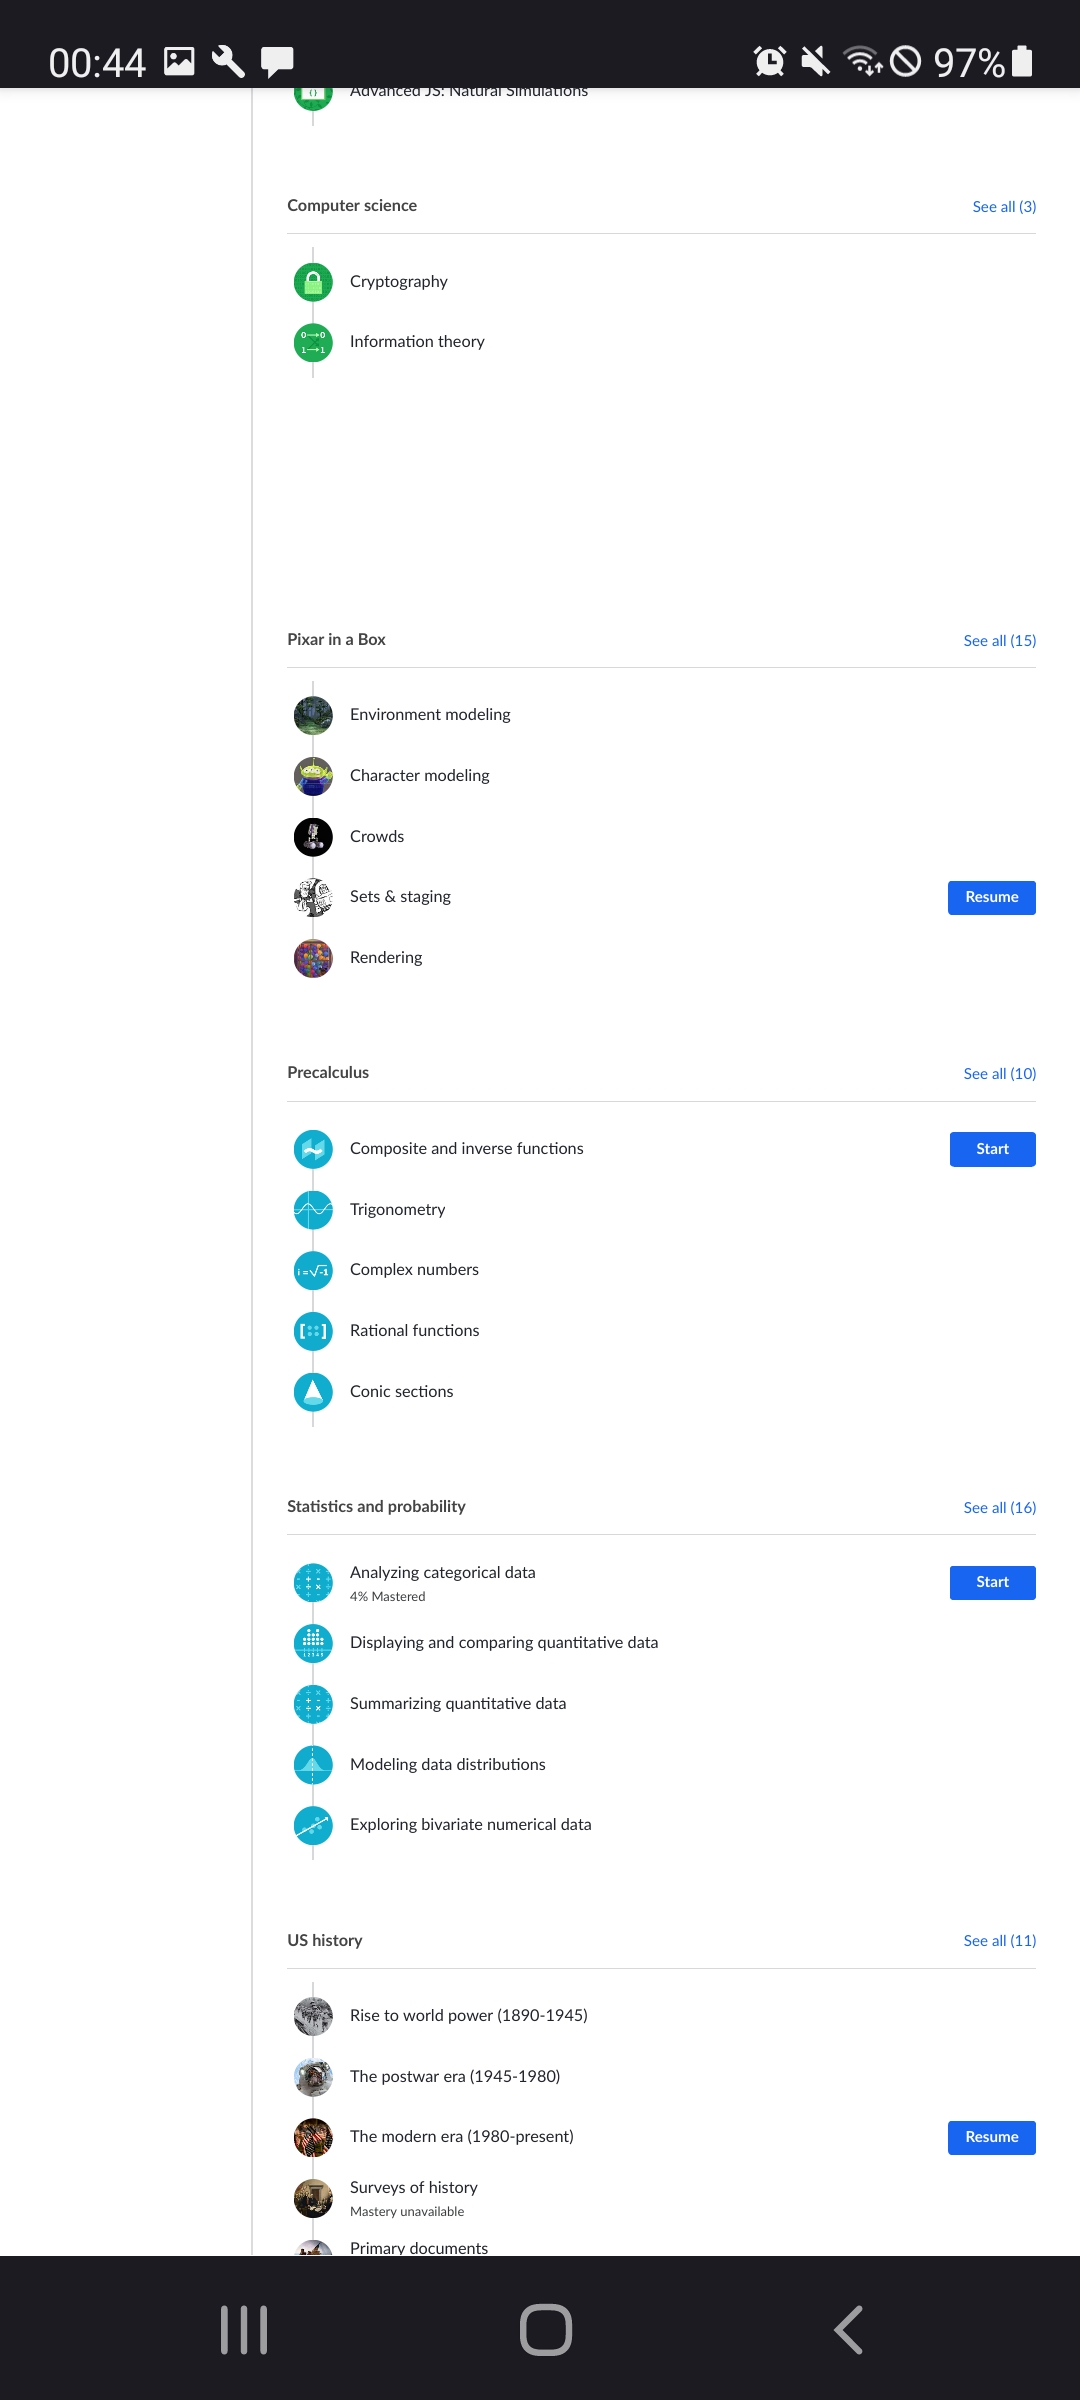 00:44
97%
Advanced JS: Natural Simulations
Computer science
See all (3)
Cryptography
0→0
1→1
Information theory
Pixar in a Box
See all (15)
Environment modeling
Character modeling
Crowds
Sets & staging
Resume
Rendering
Precalculus
See all (10)
Composite and inverse functions
Start
Trigonometry
i=√-1
Complex numbers
Rational functions
Conic sections
Statistics and probability
See all (16)
Analyzing categorical data
4% Mastered
Start
Displaying and comparing quantitative data
Summarizing quantitative data
Modeling data distributions
Exploring bivariate numerical data
US history
See all (11)
Rise to world power (1890-1945)
The postwar era (1945-1980)
The modern era (1980-present)
Resume
Surveys of history
Mastery unavailable
Primary documents